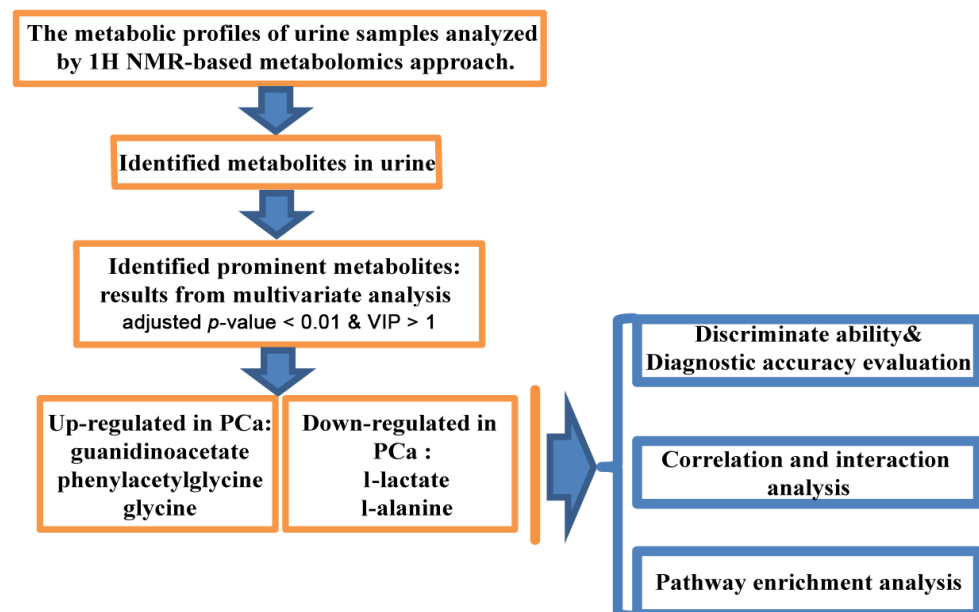 The metabolic profiles of urine samples analyzed
by 1H NMR-based metabolomics approach.
Identified metabolites in urine
Identified prominent metabolites:
results from multivariate analysis
adjusted p-value < 0.01 & VIP > 1
Up-regulated in PCa:
guanidinoacetate
phenylacetylglycine
glycine
Down-regulated in
PCa :
l-lactate
l-alanine
Discriminate ability&
Diagnostic accuracy evaluation
Correlation and interaction
analysis
Pathway enrichment analysis